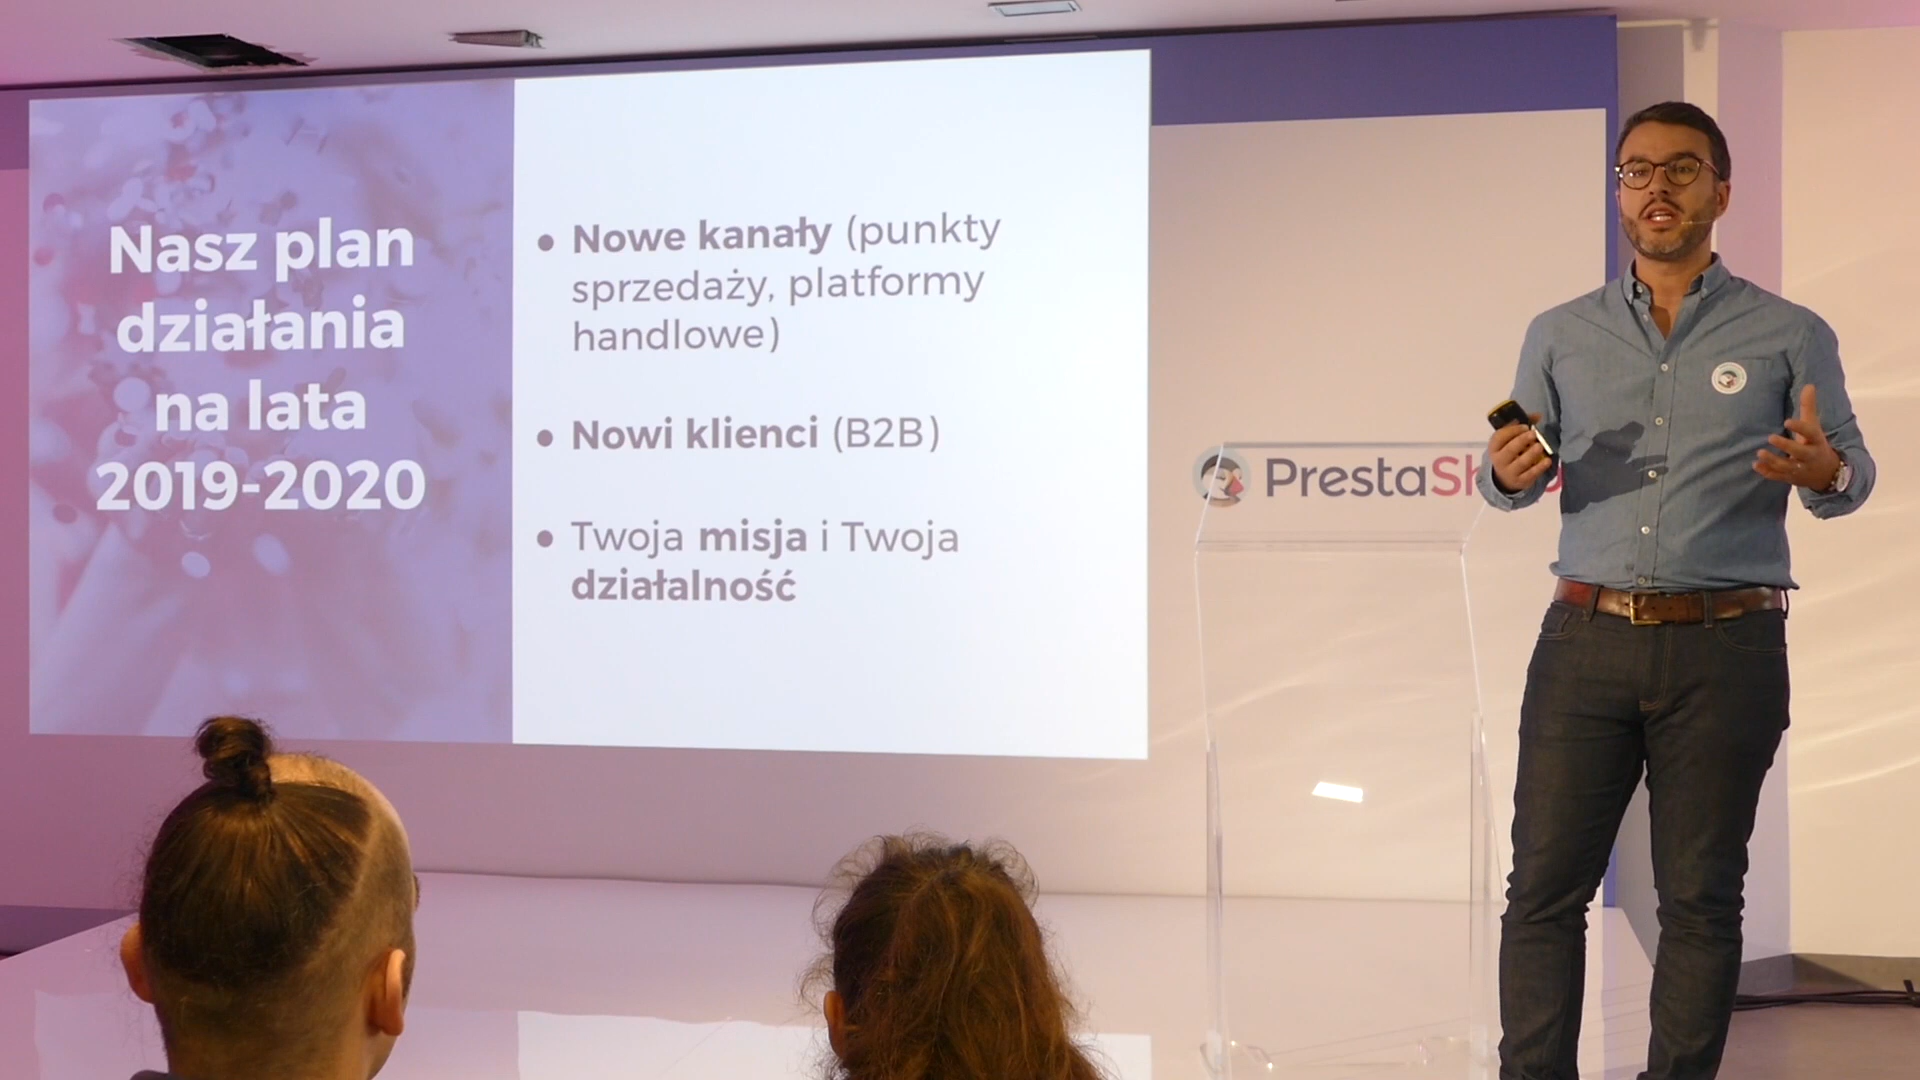 Nasz plan
działania
na lata
2019-2020
• Nowe kanały (punkty
sprzedaży, platformy
handlowe)
• Nowi klienci (B2B)
• Twoja misja i Twoja
działalność
PrestaSh